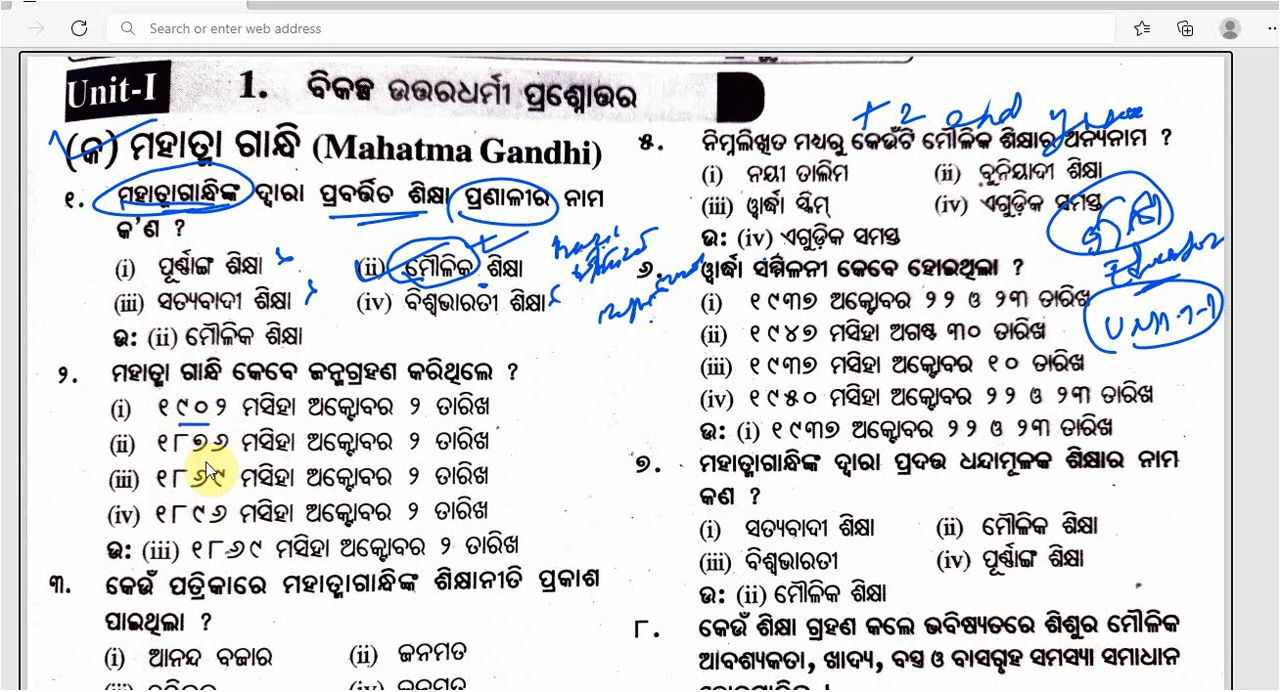 Search or enter web address
Unit-I 1. ବିକଳ୍ପ ଉତ୍ତରଧର୍ମୀ ପ୍ରଶ୍ନୋତ୍ତର
(କ) ମହାତ୍ମା ଗାନ୍ଧି (Mahatma Gandhi)
୧. ମହାତ୍ମାଗାନ୍ଧିଙ୍କ ଦ୍ୱାରା ପ୍ରବର୍ତ୍ତିତ ଶିକ୍ଷା ପ୍ରଣାଳୀର ନାମ
କ'ଣ ?
(i) ପୂର୍ଣ୍ଣାଙ୍ଗ ଶିକ୍ଷା (ii) ମୌଳିକ ଶିକ୍ଷା
(iii) ସତ୍ୟବାଦୀ ଶିକ୍ଷା (iv) ବିଶ୍ୱଭାରତୀ ଶିକ୍ଷା
ଉ: (ii) ମୌଳିକ ଶିକ୍ଷା
୨. ମହାତ୍ମା ଗାନ୍ଧି କେବେ ଜନ୍ମଗ୍ରହଣ କରିଥିଲେ ?
(i) ୧୯୦୨ ମସିହା ଅକ୍ଟୋବର ୨ ତାରିଖ
(ii) ୧୮୭୬ ମସିହା ଅକ୍ଟୋବର ୨ ତାରିଖ
(iii) ୧୮୬୯ ମସିହା ଅକ୍ଟୋବର ୨ ତାରିଖ
(iv) ୧୮୯୬ ମସିହା ଅକ୍ଟୋବର ୨ ତାରିଖ
ଉ: (iii) ୧୮୬୯ ମସିହା ଅକ୍ଟୋବର ୨ ତାରିଖ
୩. କେଉଁ ପତ୍ରିକାରେ ମହାତ୍ମାଗାନ୍ଧିଙ୍କ ଶିକ୍ଷାନୀତି ପ୍ରକାଶ
ପାଇଥିଲା ?
(i) ଆନନ୍ଦ ବଜାର (ii) ଜନମତ
+2 and
୫. ନିମ୍ନଲିଖିତ ମଧ୍ୟରୁ କେଉଁଟି ମୌଳିକ ଶିକ୍ଷାର ଅନ୍ୟନାମ ?
(i) ନୟୀ ତାଲିମ (ii) ବୁନିୟାଦୀ ଶିକ୍ଷା
(iii) ୱାର୍ଦ୍ଧା ସ୍କିମ୍ (iv) ଏଗୁଡ଼ିକ ସମସ୍ତ
ଉ: (iv) ଏଗୁଡ଼ିକ ସମସ୍ତ
୬. ୱାର୍ଦ୍ଧା ସମ୍ମିଳନୀ କେବେ ହୋଇଥିଲା ?
(i) ୧୯୩୭ ଅକ୍ଟୋବର ୨୨ ଓ ୨୩ ତାରିଖ
(ii) ୧୯୪୭ ମସିହା ଅଗଷ୍ଟ ୩୦ ତାରିଖ
(iii) ୧୯୩୭ ମସିହା ଅକ୍ଟୋବର ୧୦ ତାରିଖ
(iv) ୧୯୫୦ ମସିହା ଅକ୍ଟୋବର ୨୨ ଓ ୨୩ ତାରିଖ
ଉ: (i) ୧୯୩୭ ଅକ୍ଟୋବର ୨୨ ଓ ୨୩ ତାରିଖ
୭. ମହାତ୍ମାଗାନ୍ଧିଙ୍କ ଦ୍ୱାରା ପ୍ରଦତ୍ତ ଧନ୍ଦାମୂଳକ ଶିକ୍ଷାର ନାମ
କଣ ?
(i) ସତ୍ୟବାଦୀ ଶିକ୍ଷା (ii) ମୌଳିକ ଶିକ୍ଷା
(iii) ବିଶ୍ୱଭାରତୀ (iv) ପୂର୍ଣ୍ଣାଙ୍ଗ ଶିକ୍ଷା
ଉ: (ii) ମୌଳିକ ଶିକ୍ଷା
୮. କେଉଁ ଶିକ୍ଷା ଗ୍ରହଣ କଲେ ଭବିଷ୍ୟତରେ ଶିଶୁର ମୌଳିକ
ଆବଶ୍ୟକତା, ଖାଦ୍ୟ, ବସ୍ତ୍ର ଓ ବାସଗୃହ ସମସ୍ୟା ସମାଧାନ